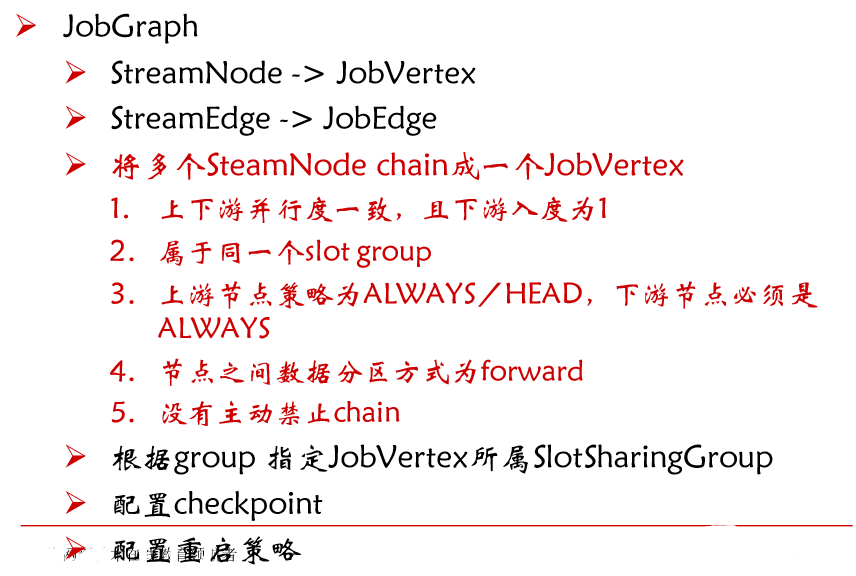 JobGraph
StreamNode -> JobVertex
StreamEdge -> JobEdge
将多个SteamNode chain成一个JobVertex
1. 上下游并行度一致，且下游入度为1
2. 属于同一个slot group
3. 上游节点策略为ALWAYS／HEAD，下游节点必须是
ALWAYS
4. 节点之间数据分区方式为forward
5. 没有主动禁止chain
根据group 指定JobVertex所属SlotSharingGroup
配置checkpoint
配置重启策略